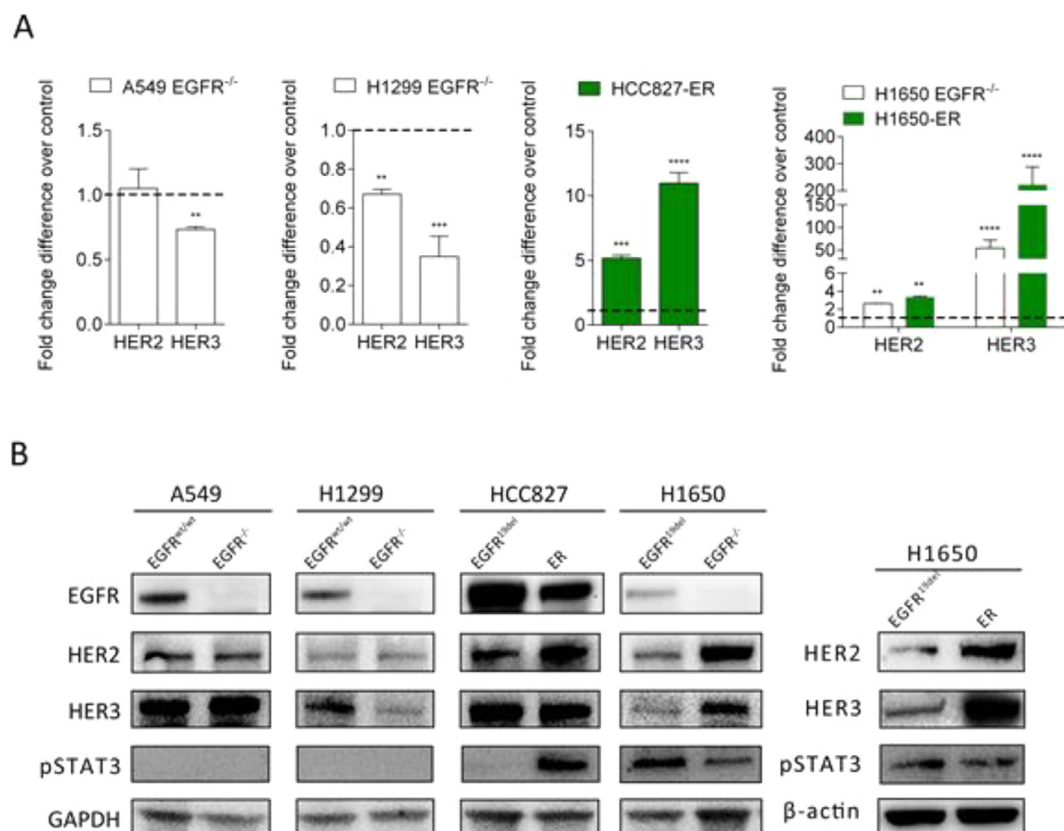 A
A549 EGFR-/-
Fold change difference over control
1.5
1.0
0.5
0.0
**
HER2 HER3
H1299 EGFR-/-
Fold change difference over control
1.0
0.8
0.6
0.4
0.2
0.0
**
***
HER2 HER3
HCC827-ER
Fold change difference over control
15
10
5
0
***
****
HER2 HER3
H1650 EGFR-/-
H1650-ER
Fold change difference over control
400
300
200
150
100
50
6
4
2
0
** **
****
****
HER2 HER3
B
A549 H1299 HCC827 H1650
EGFRwt/wt EGFR-/- EGFRwt/wt EGFR-/- EGFR19del ER EGFR19del EGFR-/-
EGFR
HER2
HER3
pSTAT3
GAPDH
H1650
EGFR19del ER
HER2
HER3
pSTAT3
β-actin